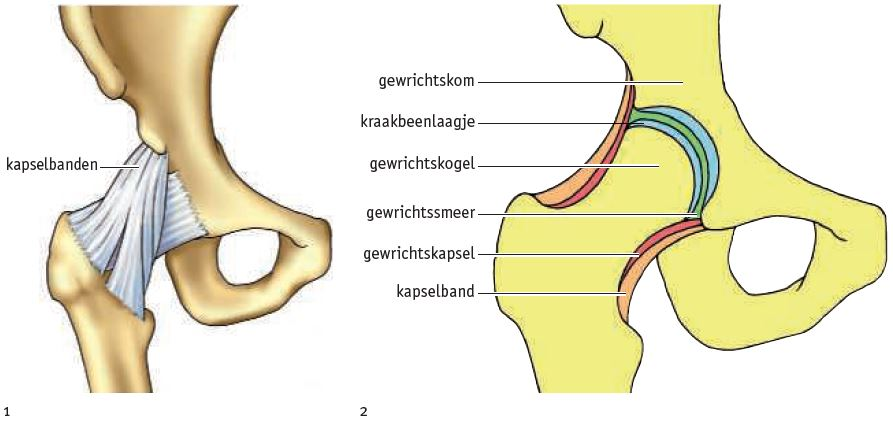 kapselbanden
gewrichtskom
kraakbeenlaagje
gewrichtskogel
gewrichtssmeer
gewrichtskapsel
kapselband
1
2